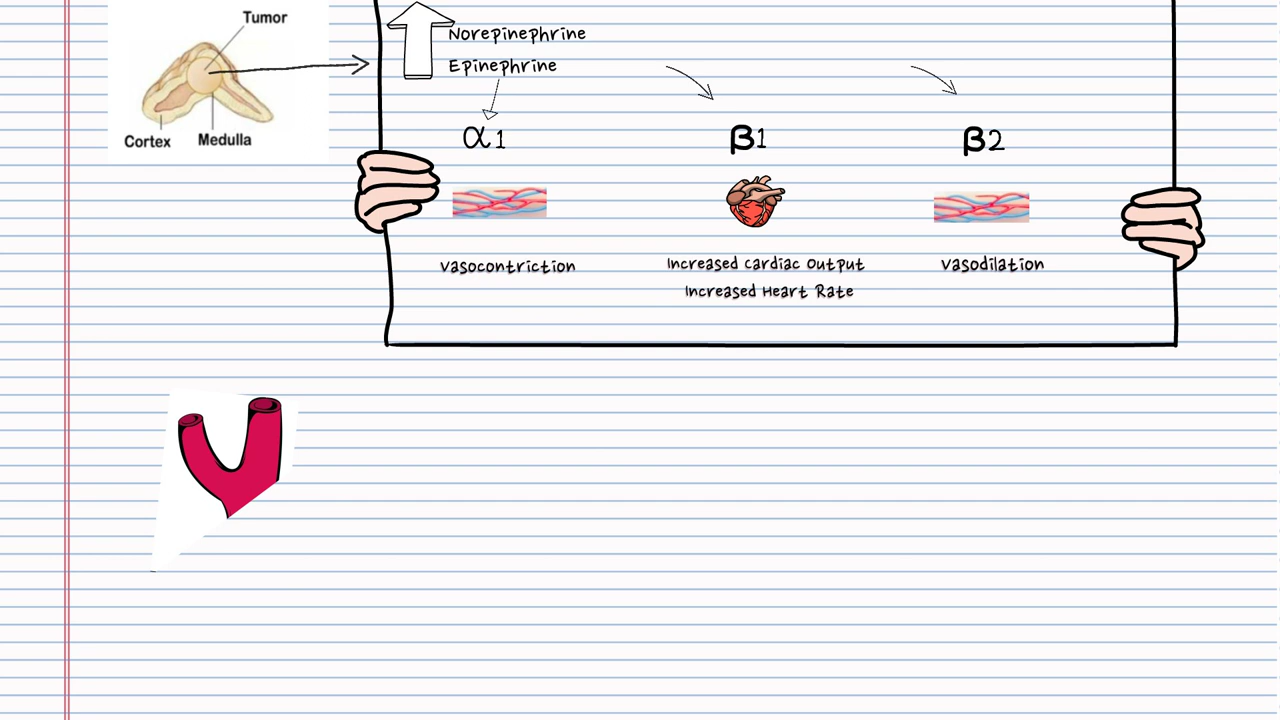 Tumor
Cortex
Medulla
Norepinephrine
Epinephrine
α1
β1
β2
Vasocontriction
Increased Cardiac Output
Increased Heart Rate
Vasodilation